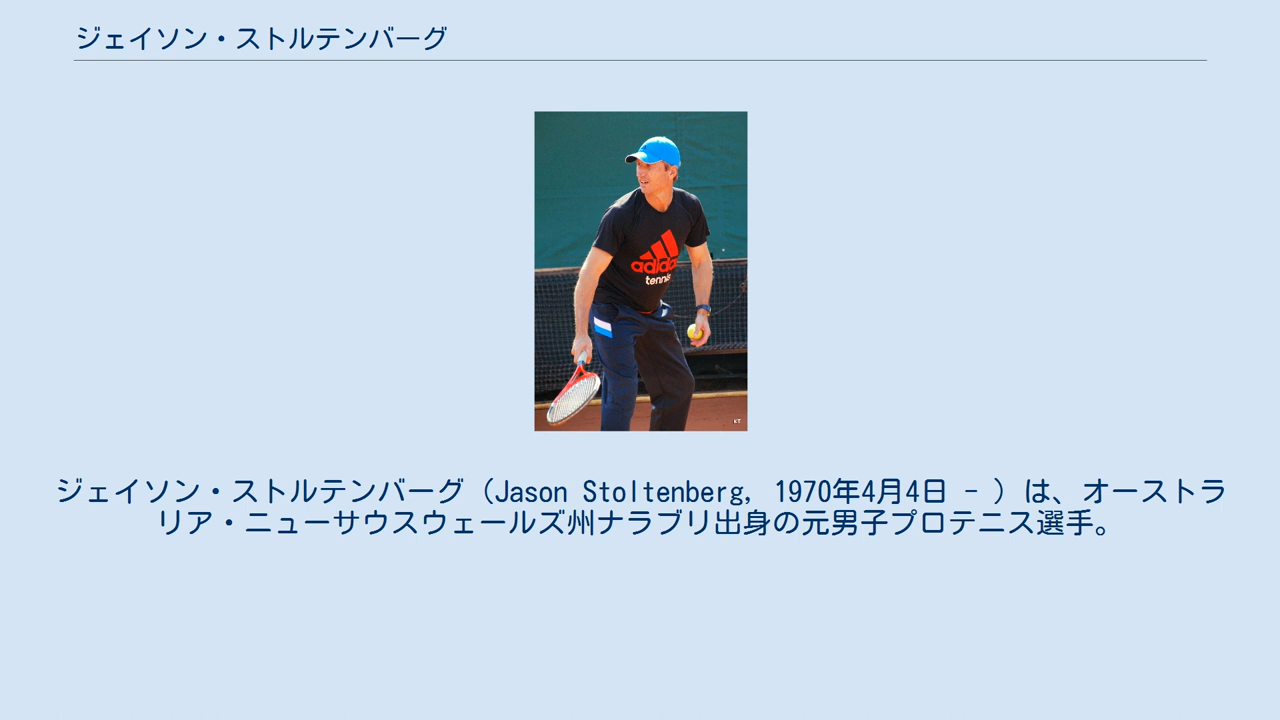 ジェイソン・ストルテンバーグ
adidas
tennis
KT
ジェイソン・ストルテンバーグ（Jason Stoltenberg, 1970年4月4日 - ）は、オーストラ
リア・ニューサウスウェールズ州ナラブリ出身の元男子プロテニス選手。